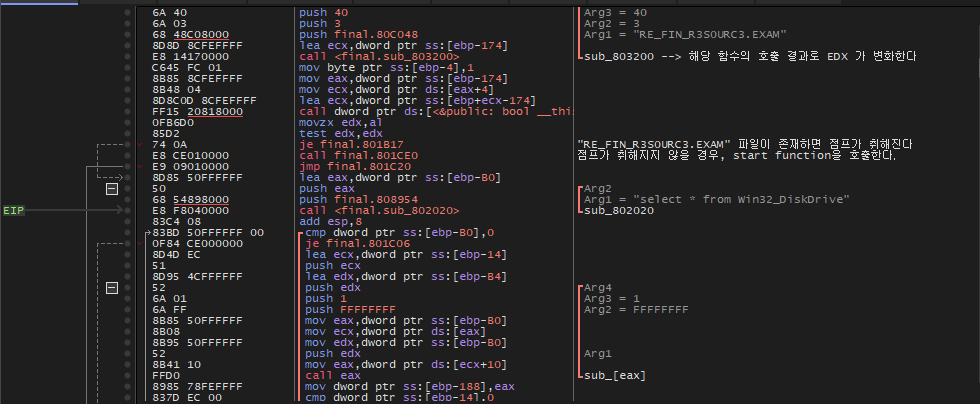 6A 40 push 40 Arg3 = 40
6A 03 push 3 Arg2 = 3
68 48C08000 push final.80C048 Arg1 = "RE_FIN_R3S0URC3.EXAM"
8D8D 8CFEFFFF lea ecx,dword ptr ss:[ebp-174]
E8 14170000 call <final.sub_803200> sub_803200 --> 해당 함수의 호출 결과로 EDX 가 변화한다
C645 FC 01 mov byte ptr ss:[ebp-4],1
8B85 8CFEFFFF mov eax,dword ptr ss:[ebp-174]
8B48 04 mov ecx,dword ptr ds:[eax+4]
8D8C0D 8CFEFFFF lea ecx,dword ptr ss:[ebp+ecx-174]
FF15 20818000 call dword ptr ds:[<&public: bool __thi
0FB6D0 movzx edx,al
85D2 test edx,edx
74 0A je final.801B17 "RE_FIN_R3S0URC3.EXAM" 파일이 존재하면 점프가 취해진다
E8 CE010000 call final.801CE0 점프가 취해지지 않을 경우, start function을 호출한다.
E9 09010000 jmp final.801C20
8D85 50FFFFFF lea eax,dword ptr ss:[ebp-B0]
50 push eax Arg2
68 54898000 push final.808954 Arg1 = "select * from Win32_DiskDrive"
EIP E8 F8040000 call <final.sub_802020> sub_802020
83C4 08 add esp,8
83BD 50FFFFFF 00 cmp dword ptr ss:[ebp-B0],0
0F84 CE000000 je final.801C06
8D4D EC lea ecx,dword ptr ss:[ebp-14]
51 push ecx
8D95 4CFFFFFF lea edx,dword ptr ss:[ebp-B4]
52 push edx Arg4
6A 01 push 1 Arg3 = 1
6A FF push FFFFFFFF Arg2 = FFFFFFFF
8B85 50FFFFFF mov eax,dword ptr ss:[ebp-B0]
8B08 mov ecx,dword ptr ds:[eax]
8B95 50FFFFFF mov edx,dword ptr ss:[ebp-B0]
52 push edx Arg1
8B41 10 mov eax,dword ptr ds:[ecx+10]
FFD0 call eax sub_[eax]
8985 78FEFFFF mov dword ptr ss:[ebp-188],eax
837D EC 00 cmp dword ptr ss:[ebp-14],0